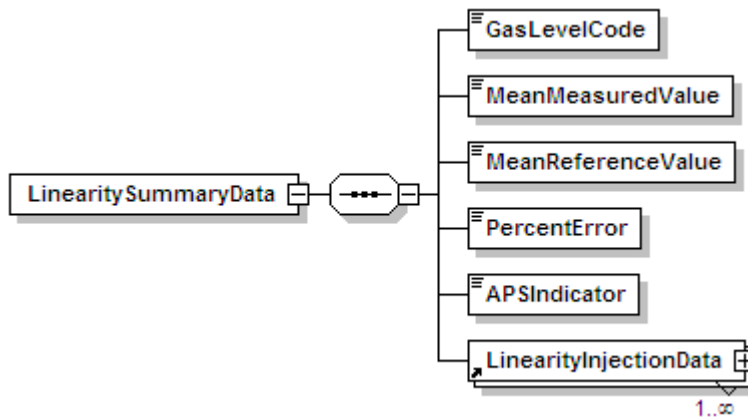 GasLevelCode
MeanMeasuredValue
MeanReferenceValue
LinearitySummaryData
PercentError
APSIndicator
LinearityInjectionData
1..∞